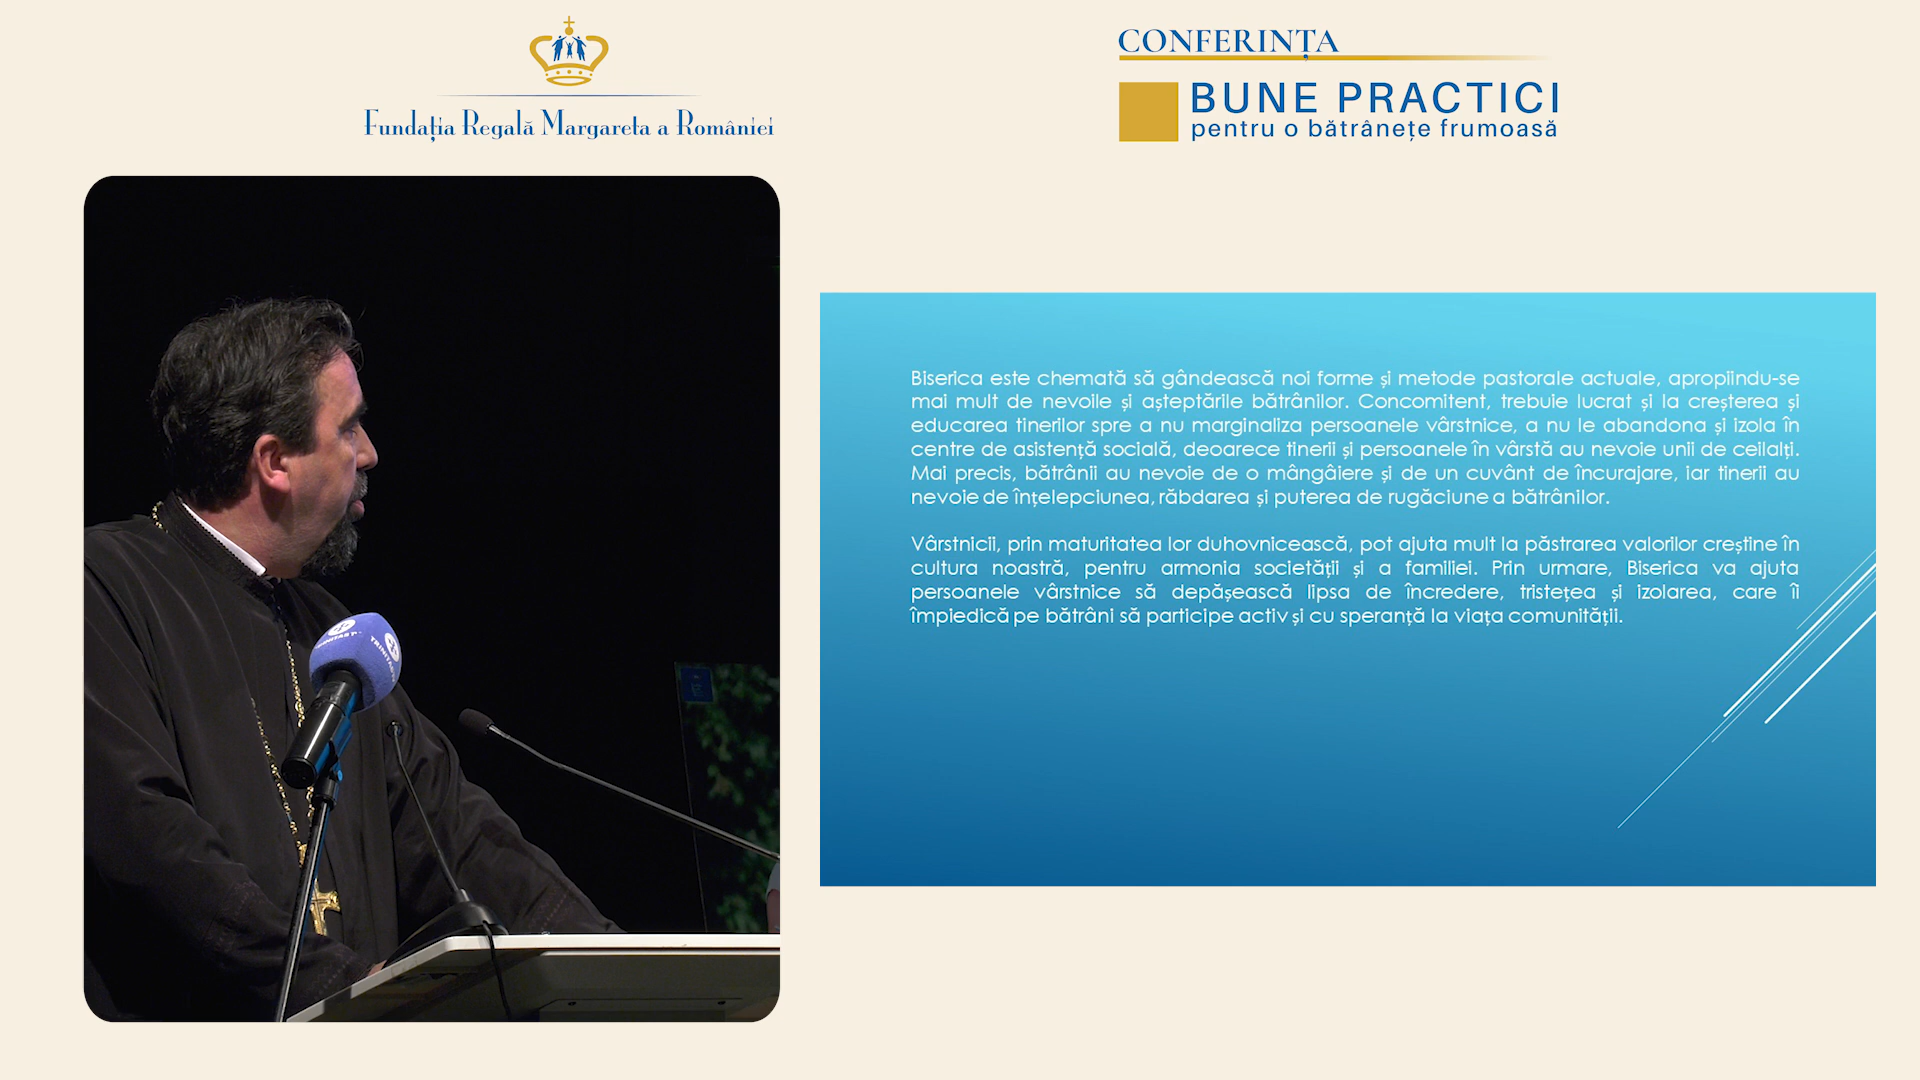 Fundația Regală Margareta a României
CONFERINȚA
BUNE PRACTICI
pentru o bătrânețe frumoasă
Biserica este chemată să gândească noi forme și metode pastorale actuale, apropiindu-se
mai mult de nevoile și așteptările bătrânilor. Concomitent, trebuie lucrat și la creșterea și
educarea tinerilor spre a nu marginaliza persoanele vârstnice, a nu le abandona și izola în
centre de asistență socială, deoarece tinerii și persoanele în vârstă au nevoie unii de ceilalți.
Mai precis, bătrânii au nevoie de o mângâiere și de un cuvânt de încurajare, iar tinerii au
nevoie de înțelepciunea, răbdarea și puterea de rugăciune a bătrânilor.
Vârstnicii, prin maturitatea lor duhovnicească, pot ajuta mult la păstrarea valorilor creștine în
cultura noastră, pentru armonia societății și a familiei. Prin urmare, Biserica va ajuta
persoanele vârstnice să depășească lipsa de încredere, tristețea și izolarea, care îi
împiedică pe bătrâni să participe activ și cu speranță la viața comunității.